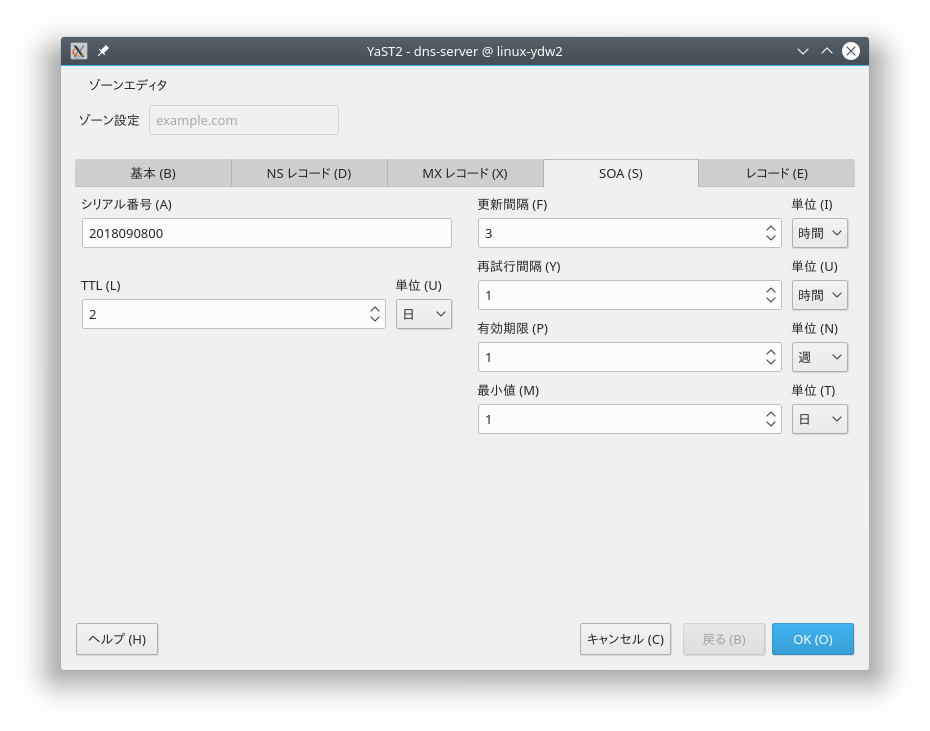 YaST2 - dns-server @ linux-ydw2
ゾーンエディタ
ゾーン設定 example.com
基本 (B) NS レコード (D) MX レコード (X) SOA (S) レコード (E)
シリアル番号 (A)
2018090800
TTL (L) 単位 (U)
2 日
更新間隔 (F) 単位 (I)
3 時間
再試行間隔 (Y) 単位 (U)
1 時間
有効期限 (P) 単位 (N)
1 週
最小値 (M) 単位 (T)
1 日
ヘルプ (H) キャンセル (C) 戻る (B) OK (O)